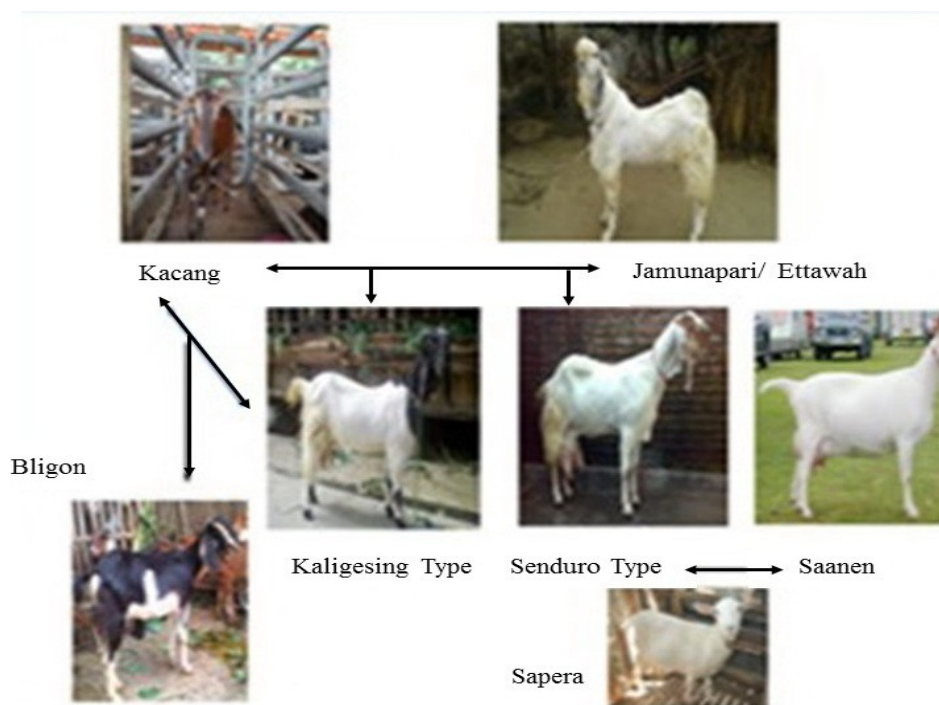 Kacang
Jamunapari/ Ettawah
Bligon
Kaligesing Type
Senduro Type
Saanen
Sapera